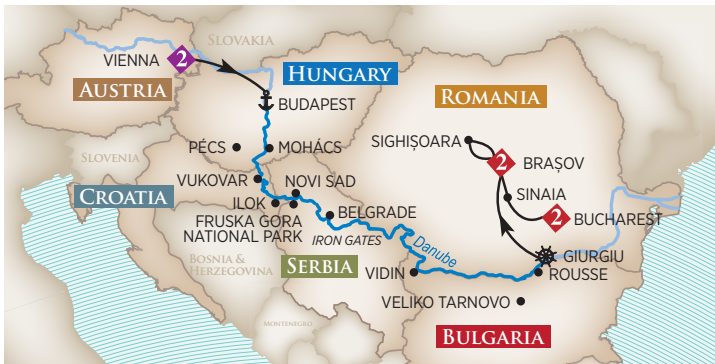 SLOVAKIA
VIENNA
2
HUNGARY
AUSTRIA
BUDAPEST
ROMANIA
PÉCS
MOHÁCS
SIGHIȘOARA
2
BRAȘOV
SLOVENIA
CROATIA
VUKOVAR
NOVI SAD
SINAIA
ILOK
BELGRADE
2
BUCHAREST
FRUSKA GORA
NATIONAL PARK
IRON GATES
Danube
BOSNIA &
HERZEGOVINA
SERBIA
GIURGIU
VIDIN
ROUSSE
VELIKO TARNOVO
MONTENEGRO
BULGARIA